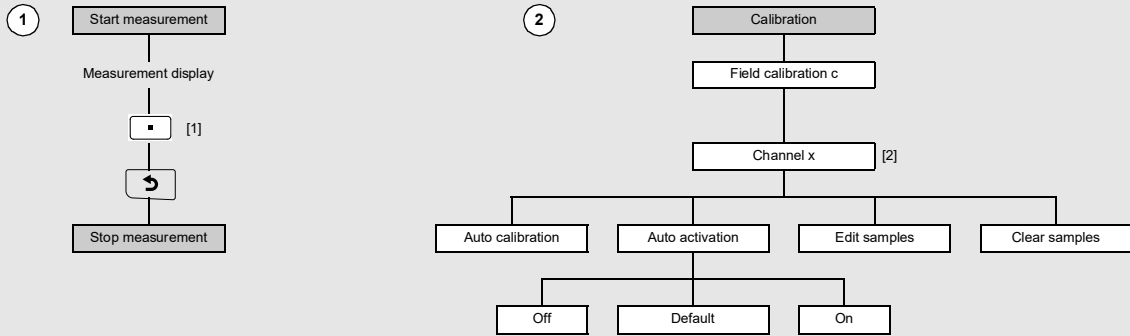 1
Start measurement
Measurement display
[1]
Stop measurement
2
Calibration
Field calibration c
Channel x [2]
Auto calibration Auto activation Edit samples Clear samples
Off Default On